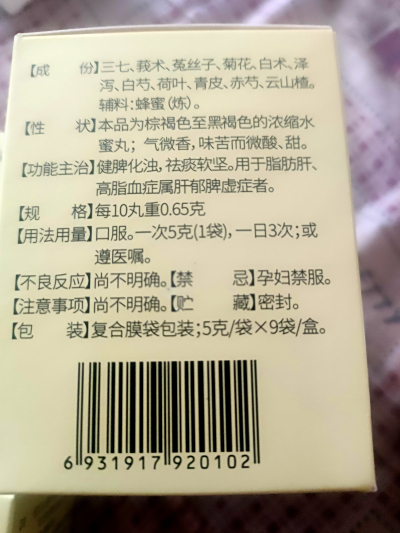 【成 份】三七、莪术、菟丝子、菊花、白术、泽
泻、白芍、荷叶、青皮、赤芍、云山楂。
辅料:蜂蜜(炼)。
【性 状】本品为棕褐色至黑褐色的浓缩水
蜜丸;气微香,味苦而微酸、甜。
【功能主治】健脾化浊,祛痰软坚。用于脂肪肝、
高脂血症属肝郁脾虚症者。
【规 格】每10丸重0.65克
【用法用量】口服。一次5克(1袋),一日3次;或
遵医嘱。
【不良反应】尚不明确。【禁 忌】孕妇禁服。
【注意事项】尚不明确。【贮 藏】密封。
【包 装】复合膜袋包装;5克/袋×9袋/盒。
6 931917 920102